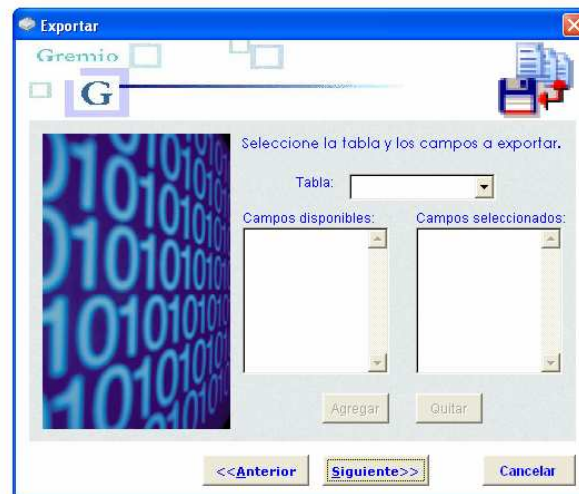 Exportar
Gremio
G
Seleccione la tabla y los campos a exportar.
Tabla:
Campos disponibles:
Campos seleccionados:
Agregar
Quitar
<<Anterior
Siguiente>>
Cancelar